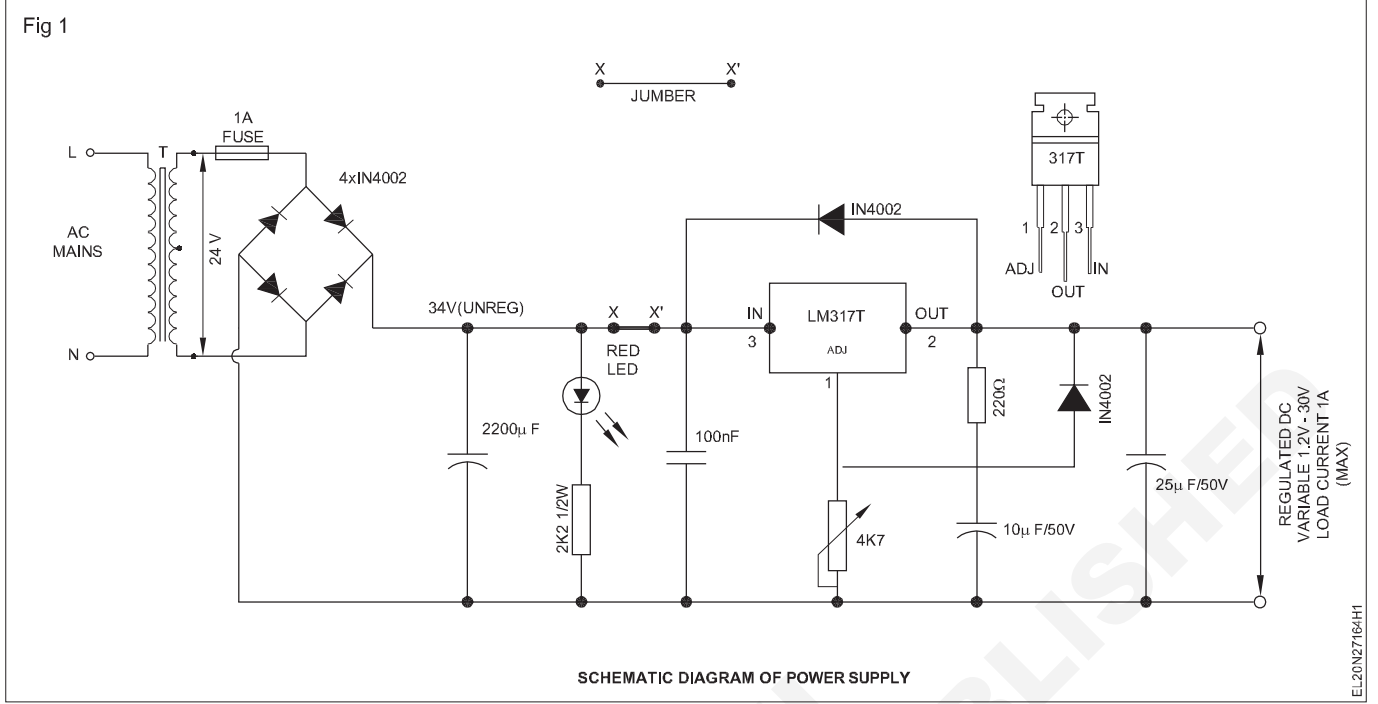 Fig 1
X X'
JUMBER
1A
FUSE
L
T
4xIN4002
AC
MAINS
24 V
N
34V(UNREG)
X X'
RED
LED
2200µ F
2K2 1/2W
100nF
IN4002
IN
3
LM317T
ADJ
1
OUT
2
220Ω
IN4002
4K7
10µ F/50V
25µ F/50V
317T
1 2 3
ADJ
IN
OUT
REGULATED DC
VARIABLE 1.2V - 30V
LOAD CURRENT 1A
(MAX)
SCHEMATIC DIAGRAM OF POWER SUPPLY
EL20N27164H1